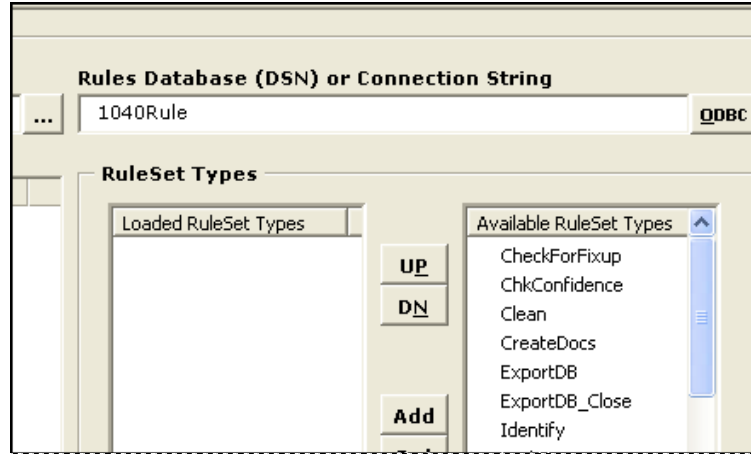 Rules Database (DSN) or Connection String
...
1040Rule
ODBC
RuleSet Types
Loaded RuleSet Types
Available RuleSet Types
UP
DN
Add
CheckForFixup
ChkConfidence
Clean
CreateDocs
ExportDB
ExportDB_Close
Identify